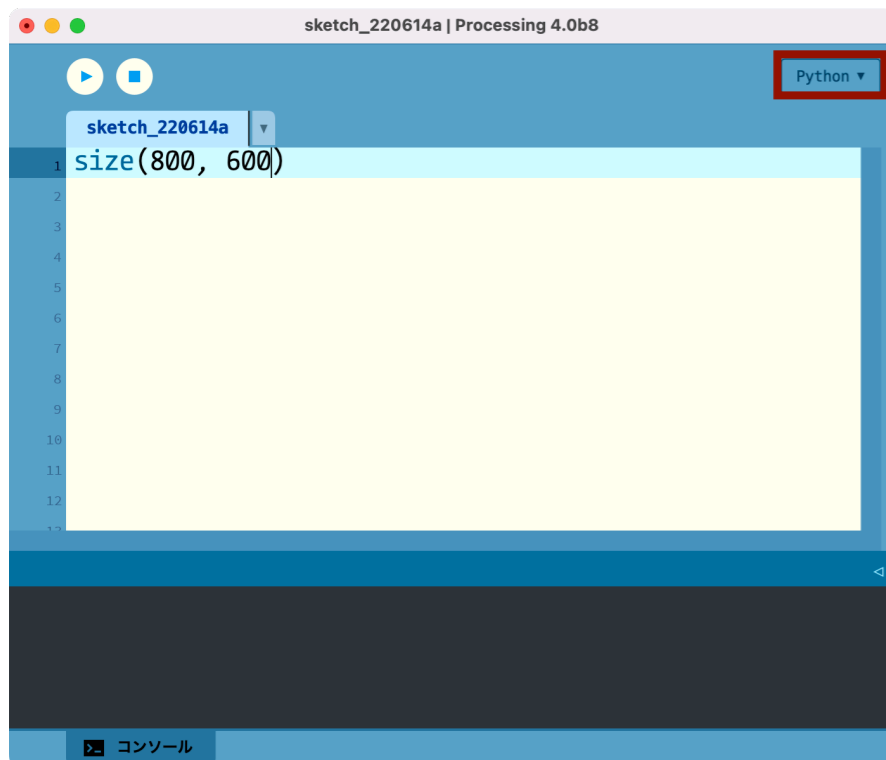 sketch_220614a | Processing 4.0b8
Python ▼
sketch_220614a ▼
1 size(800, 600)
2
3
4
5
6
7
8
9
10
11
12
13
コンソール